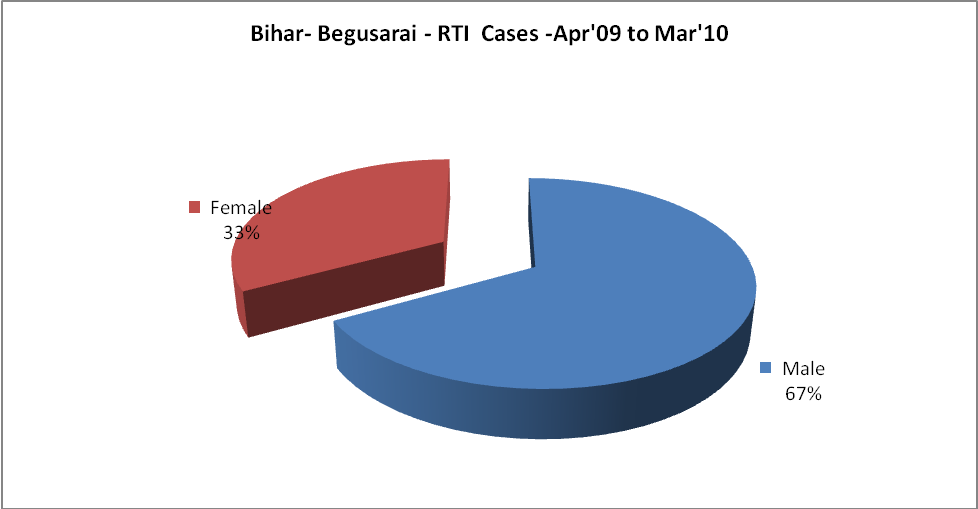 Bihar- Begusarai - RTI  Cases -Apr'09 to Mar'10
Female
33%
Male
67%